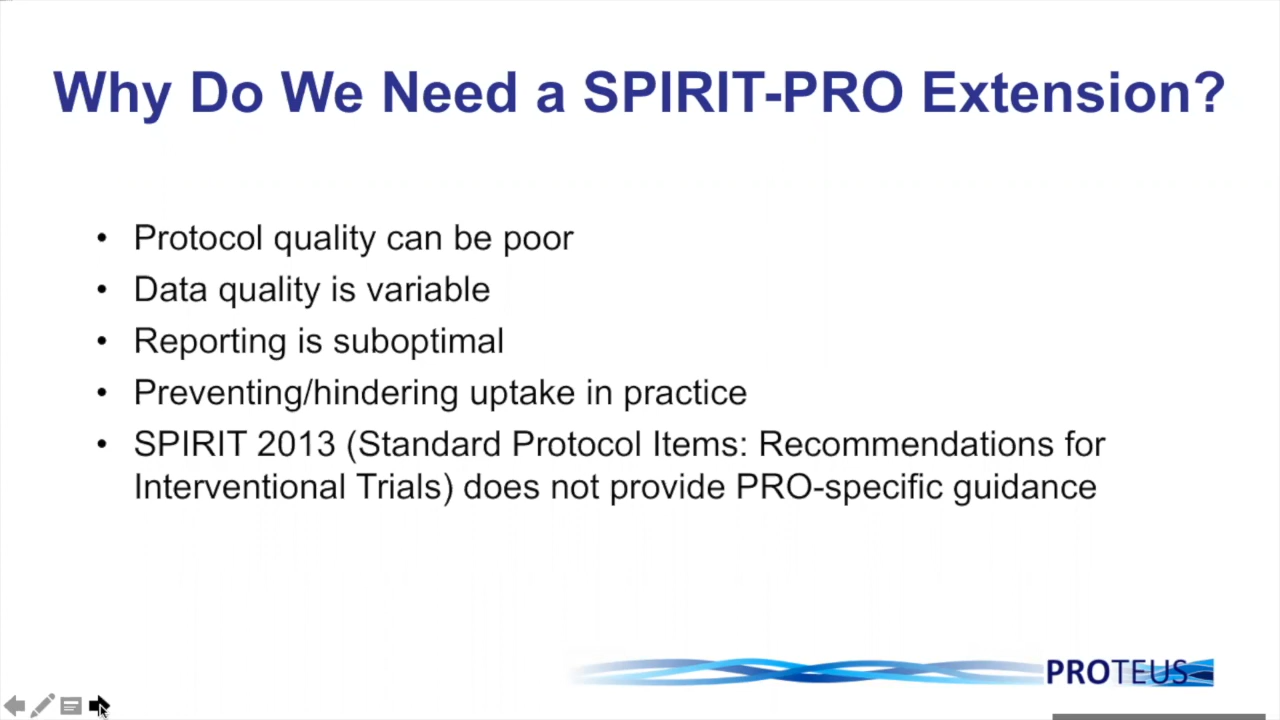 Why Do We Need a SPIRIT-PRO Extension?
• Protocol quality can be poor
• Data quality is variable
• Reporting is suboptimal
• Preventing/hindering uptake in practice
• SPIRIT 2013 (Standard Protocol Items: Recommendations for
Interventional Trials) does not provide PRO-specific guidance
PROTEUS